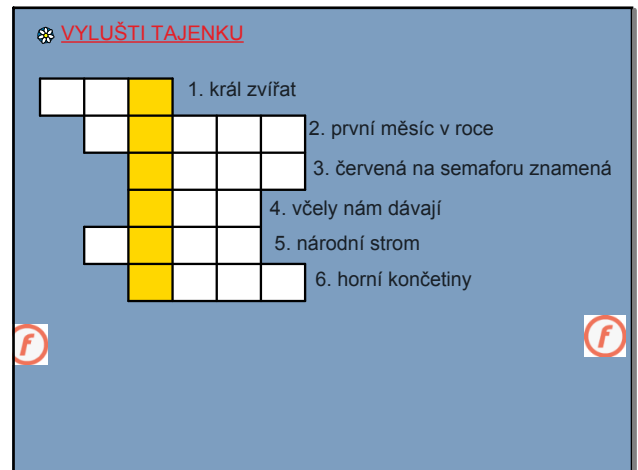 VYLUŠTI TAJENKU
1. král zvířat
2. první měsíc v roce
3. červená na semaforu znamená
4. včely nám dávají
5. národní strom
6. horní končetiny
f
f